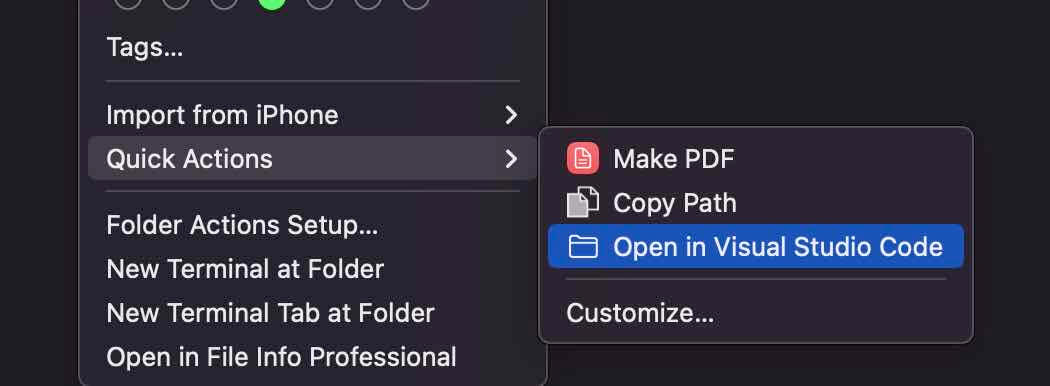 Tags...
Import from iPhone
Quick Actions
Folder Actions Setup...
New Terminal at Folder
New Terminal Tab at Folder
Open in File Info Professional
Make PDF
Copy Path
Open in Visual Studio Code
Customize...